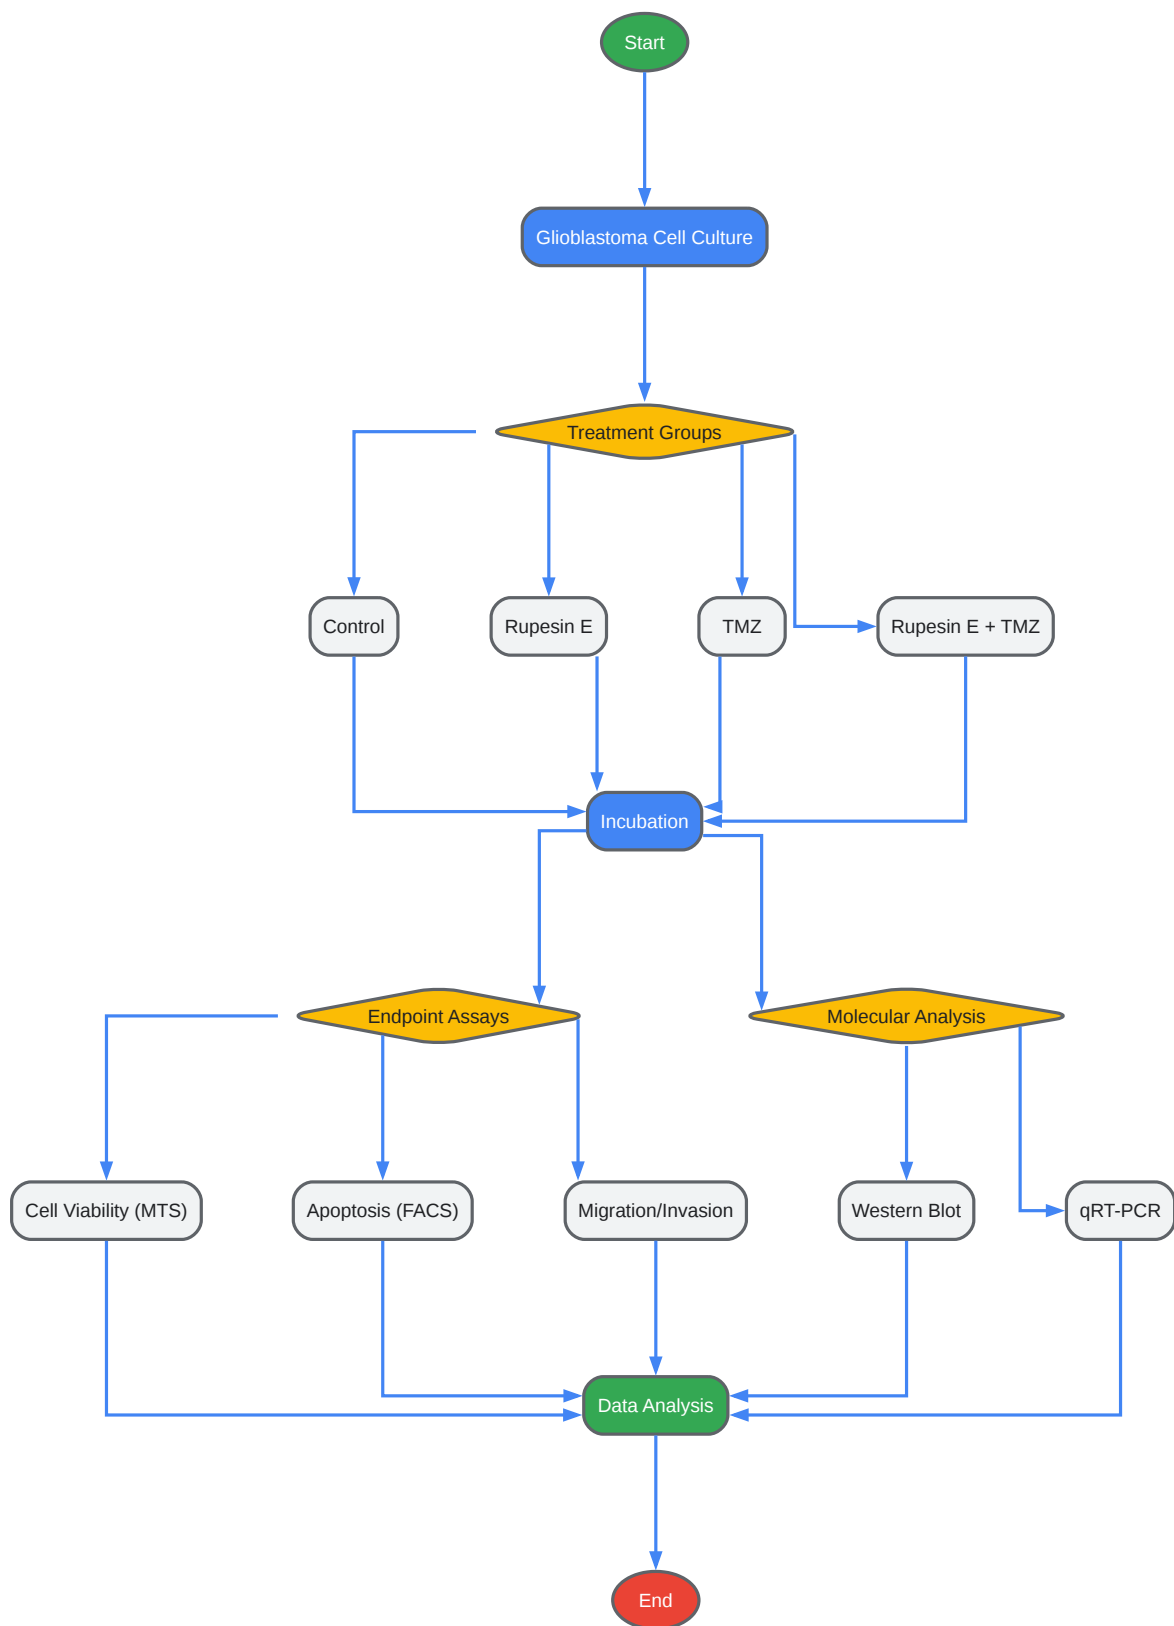 Start
Glioblastoma Cell Culture
Treatment Groups
Control
Rupesin E
TMZ
Rupesin E + TMZ
Incubation
Endpoint Assays
Molecular Analysis
Cell Viability (MTS)
Apoptosis (FACS)
Migration/Invasion
Western Blot
qRT-PCR
Data Analysis
End